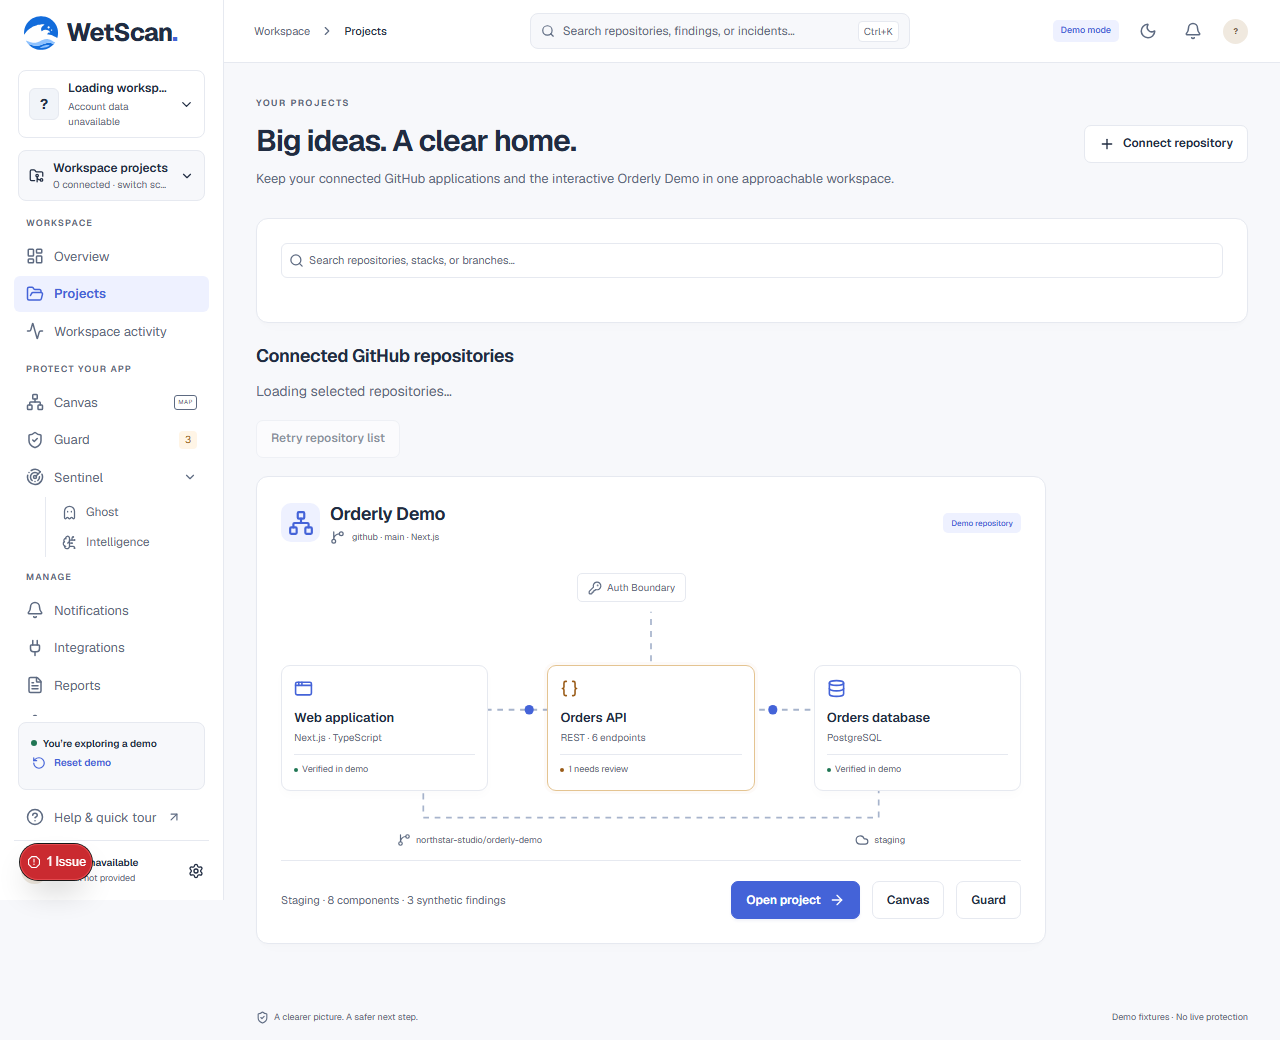 WetScan.
Loading worksp...
?
Account data
unavailable
Workspace projects
0 connected · switch sc...
WORKSPACE
Overview
Projects
Workspace activity
PROTECT YOUR APP
Canvas
MAP
Guard
3
Sentinel
Ghost
Intelligence
MANAGE
Notifications
Integrations
Reports
You're exploring a demo
Reset demo
Help & quick tour
1 Issue
navailable
not provided
Workspace > Projects
Search repositories, findings, or incidents...
Ctrl+K
Demo mode
?
YOUR PROJECTS
Big ideas. A clear home.
Connect repository
Keep your connected GitHub applications and the interactive Orderly Demo in one approachable workspace.
Search repositories, stacks, or branches...
Connected GitHub repositories
Loading selected repositories...
Retry repository list
Orderly Demo
github · main · Next.js
Demo repository
Auth Boundary
Web application
Next.js · TypeScript
Verified in demo
Orders API
REST · 6 endpoints
1 needs review
Orders database
PostgreSQL
Verified in demo
northstar-studio/orderly-demo
staging
Staging · 8 components · 3 synthetic findings
Open project
Canvas
Guard
A clearer picture. A safer next step.
Demo fixtures · No live protection